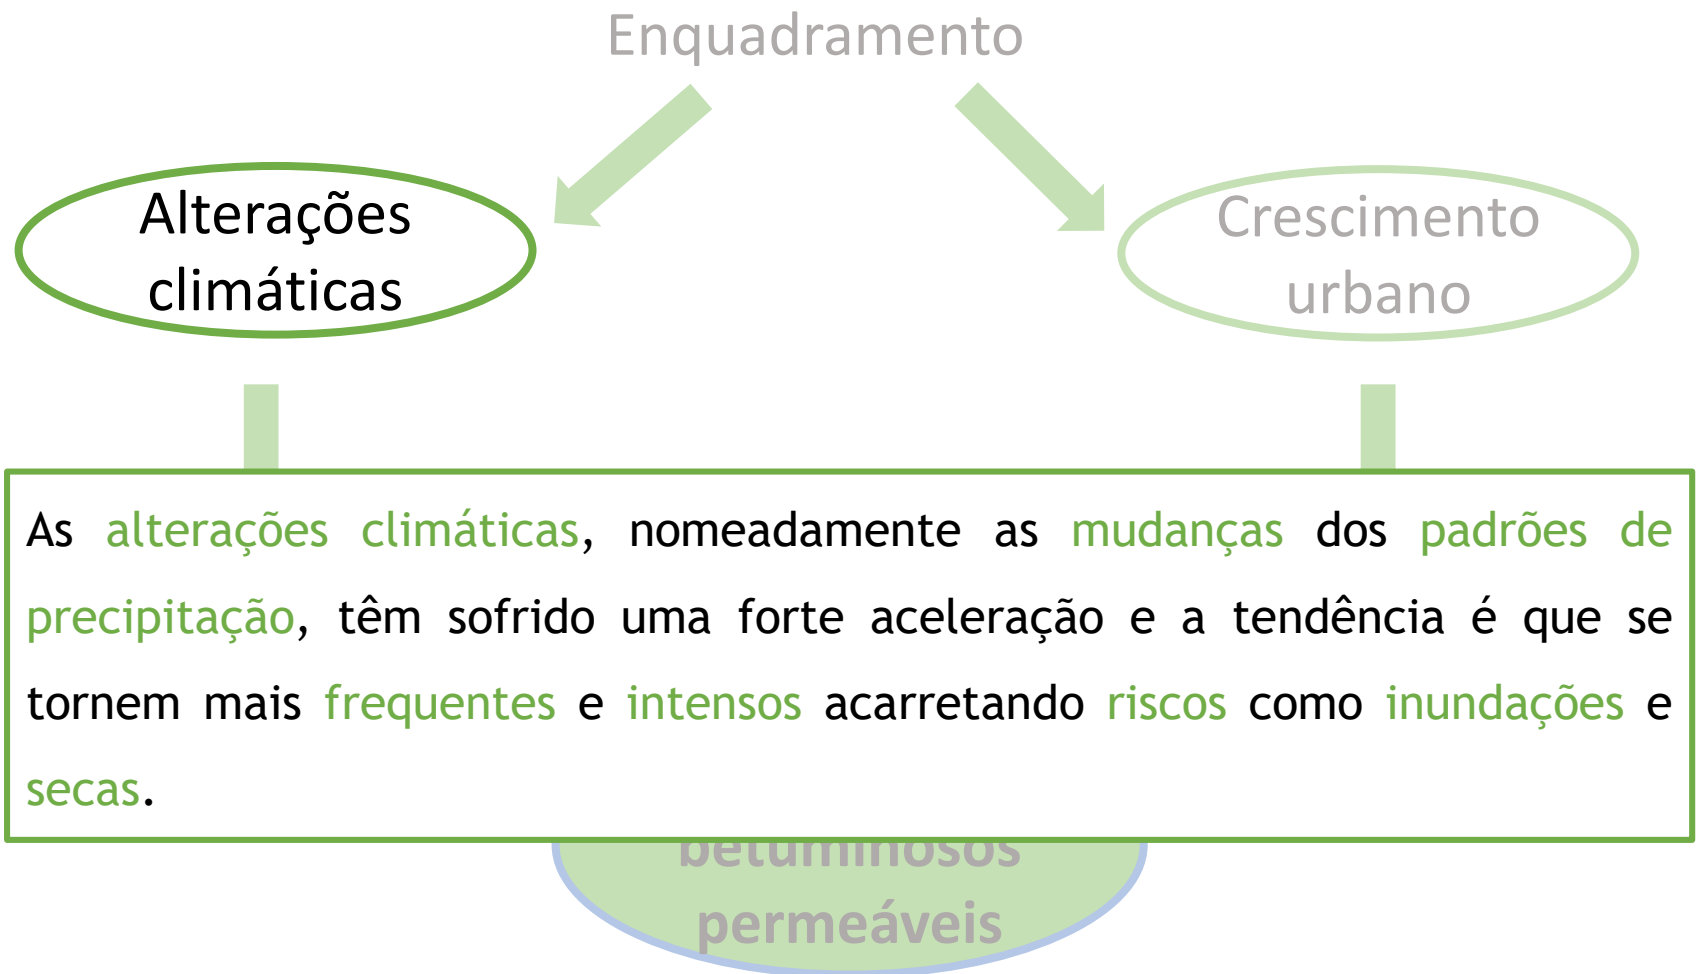 Enquadramento
Alterações
climáticas
Crescimento
urbano
As alterações climáticas, nomeadamente as mudanças dos padrões de
precipitação, têm sofrido uma forte aceleração e a tendência é que se
tornem mais frequentes e intensos acarretando riscos como inundações e
secas.
betuminosos
permeáveis